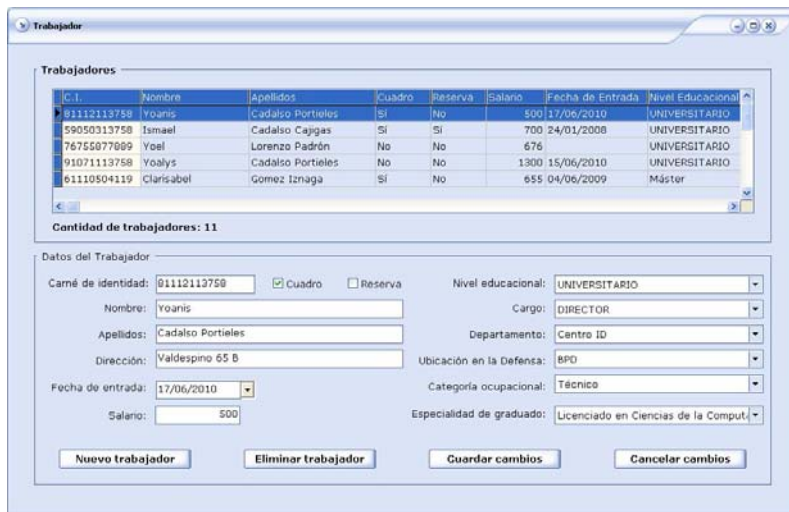 Trabajador
Trabajadores
C.I. Nombre Apellidos Cuadro Reserva Salario Fecha de Entrada Nivel Educacional
81112113758 Yoanis Cadalso Portieles Sí No 500 17/06/2010 UNIVERSITARIO
59050313758 Ismael Cadalso Cajigas Sí Sí 700 24/01/2008 UNIVERSITARIO
76755877889 Yoel Lorenzo Padrón No No 676 UNIVERSITARIO
91071113758 Yoalys Cadalso Portieles No No 1300 15/06/2010 UNIVERSITARIO
61110504119 Clarisabel Gomez Iznaga Sí No 655 04/06/2009 Máster
Cantidad de trabajadores: 11
Datos del Trabajador
Carné de identidad: 81112113758 Cuadro Reserva Nivel educacional: UNIVERSITARIO
Nombre: Yoanis Cargo: DIRECTOR
Apellidos: Cadalso Portieles Departamento: Centro ID
Dirección: Valdespino 65 B Ubicación en la Defensa: BPD
Fecha de entrada: 17/06/2010 Categoría ocupacional: Técnico
Salario: 500 Especialidad de graduado: Licenciado en Ciencias de la Comput
Nuevo trabajador Eliminar trabajador Guardar cambios Cancelar cambios